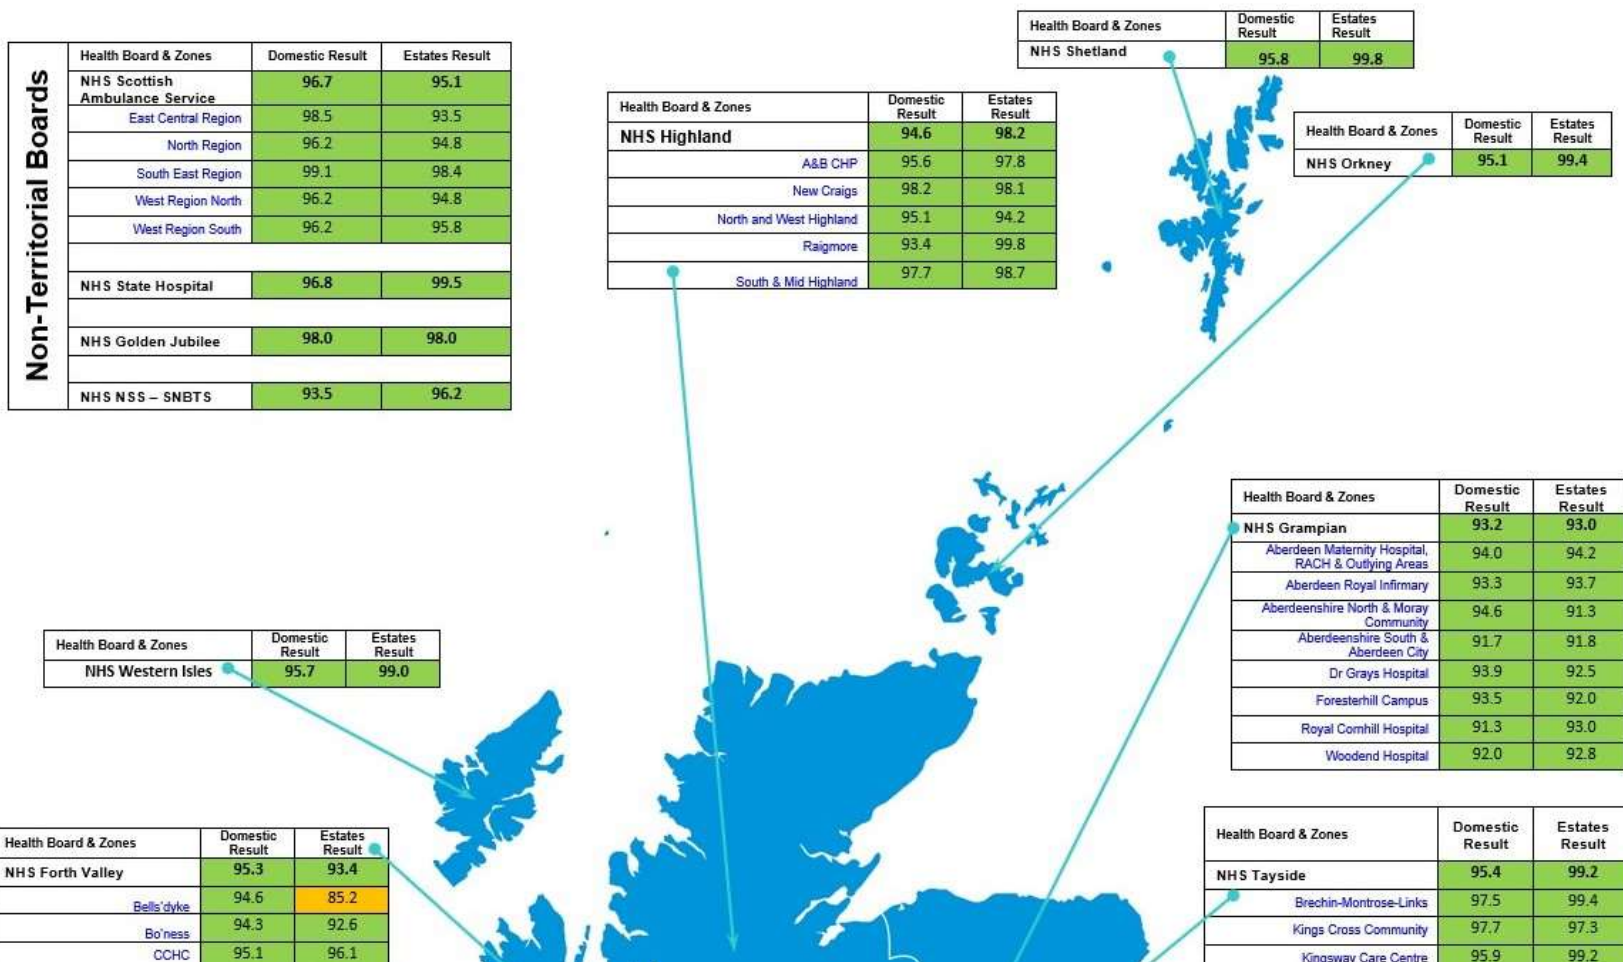 Non-Territorial Boards
Health Board & Zones Domestic Result Estates Result
NHS Scottish
Ambulance Service 96.7 95.1
East Central Region 98.5 93.5
North Region 96.2 94.8
South East Region 99.1 98.4
West Region North 96.2 94.8
West Region South 96.2 95.8
NHS State Hospital 96.8 99.5
NHS Golden Jubilee 98.0 98.0
NHS NSS – SNBTS 93.5 96.2
Health Board & Zones Domestic Result Estates Result
NHS Highland 94.6 98.2
A&B CHP 95.6 97.8
New Craigs 98.2 98.1
North and West Highland 95.1 94.2
Raigmore 93.4 99.8
South & Mid Highland 97.7 98.7
Health Board & Zones Domestic Result Estates Result
NHS Shetland 95.8 99.8
Health Board & Zones Domestic Result Estates Result
NHS Orkney 95.1 99.4
Health Board & Zones Domestic Result Estates Result
NHS Grampian 93.2 93.0
Aberdeen Maternity Hospital,
RACH & Outlying Areas 94.0 94.2
Aberdeen Royal Infirmary 93.3 93.7
Aberdeenshire North & Moray
Community 94.6 91.3
Aberdeenshire South &
Aberdeen City 91.7 91.8
Dr Grays Hospital 93.9 92.5
Foresterhill Campus 93.5 92.0
Royal Cornhill Hospital 91.3 93.0
Woodend Hospital 92.0 92.8
Health Board & Zones Domestic Result Estates Result
NHS Western Isles 95.7 99.0
Health Board & Zones Domestic Result Estates Result
NHS Forth Valley 95.3 93.4
Bells'dyke 94.6 85.2
Bo'ness 94.3 92.6
CCHC 95.1 96.1
Health Board & Zones Domestic Result Estates Result
NHS Tayside 95.4 99.2
Brechin-Montrose-Links 97.5 99.4
Kings Cross Community 97.7 97.3
Kingsway Care Centre 95.9 99.2